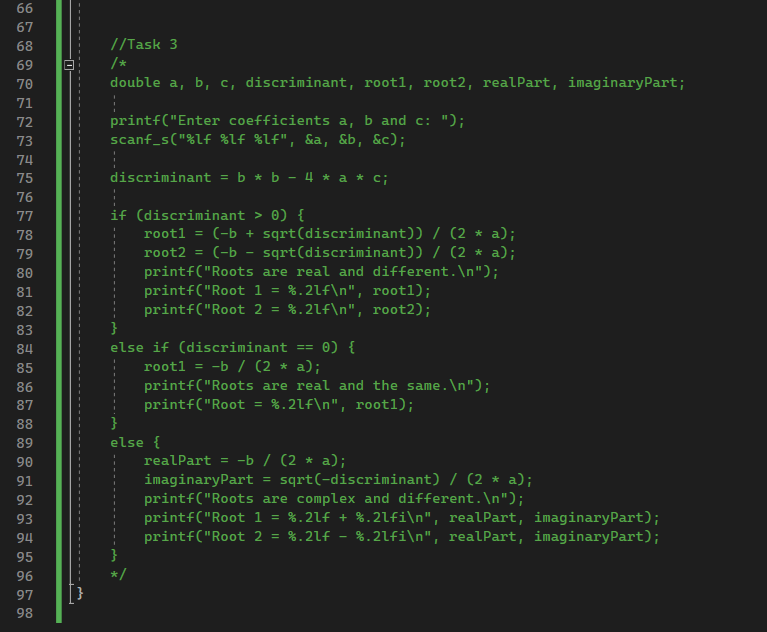 66
67
68 //Task 3
69 /*
70 double a, b, c, discriminant, root1, root2, realPart, imaginaryPart;
71
72 printf("Enter coefficients a, b and c: ");
73 scanf_s("%lf %lf %lf", &a, &b, &c);
74
75 discriminant = b * b - 4 * a * c;
76
77 if (discriminant > 0) {
78 root1 = (-b + sqrt(discriminant)) / (2 * a);
79 root2 = (-b - sqrt(discriminant)) / (2 * a);
80 printf("Roots are real and different.\n");
81 printf("Root 1 = %.2lf\n", root1);
82 printf("Root 2 = %.2lf\n", root2);
83 }
84 else if (discriminant == 0) {
85 root1 = -b / (2 * a);
86 printf("Roots are real and the same.\n");
87 printf("Root = %.2lf\n", root1);
88 }
89 else {
90 realPart = -b / (2 * a);
91 imaginaryPart = sqrt(-discriminant) / (2 * a);
92 printf("Roots are complex and different.\n");
93 printf("Root 1 = %.2lf + %.2lfi\n", realPart, imaginaryPart);
94 printf("Root 2 = %.2lf - %.2lfi\n", realPart, imaginaryPart);
95 }
96 */
97 }
98